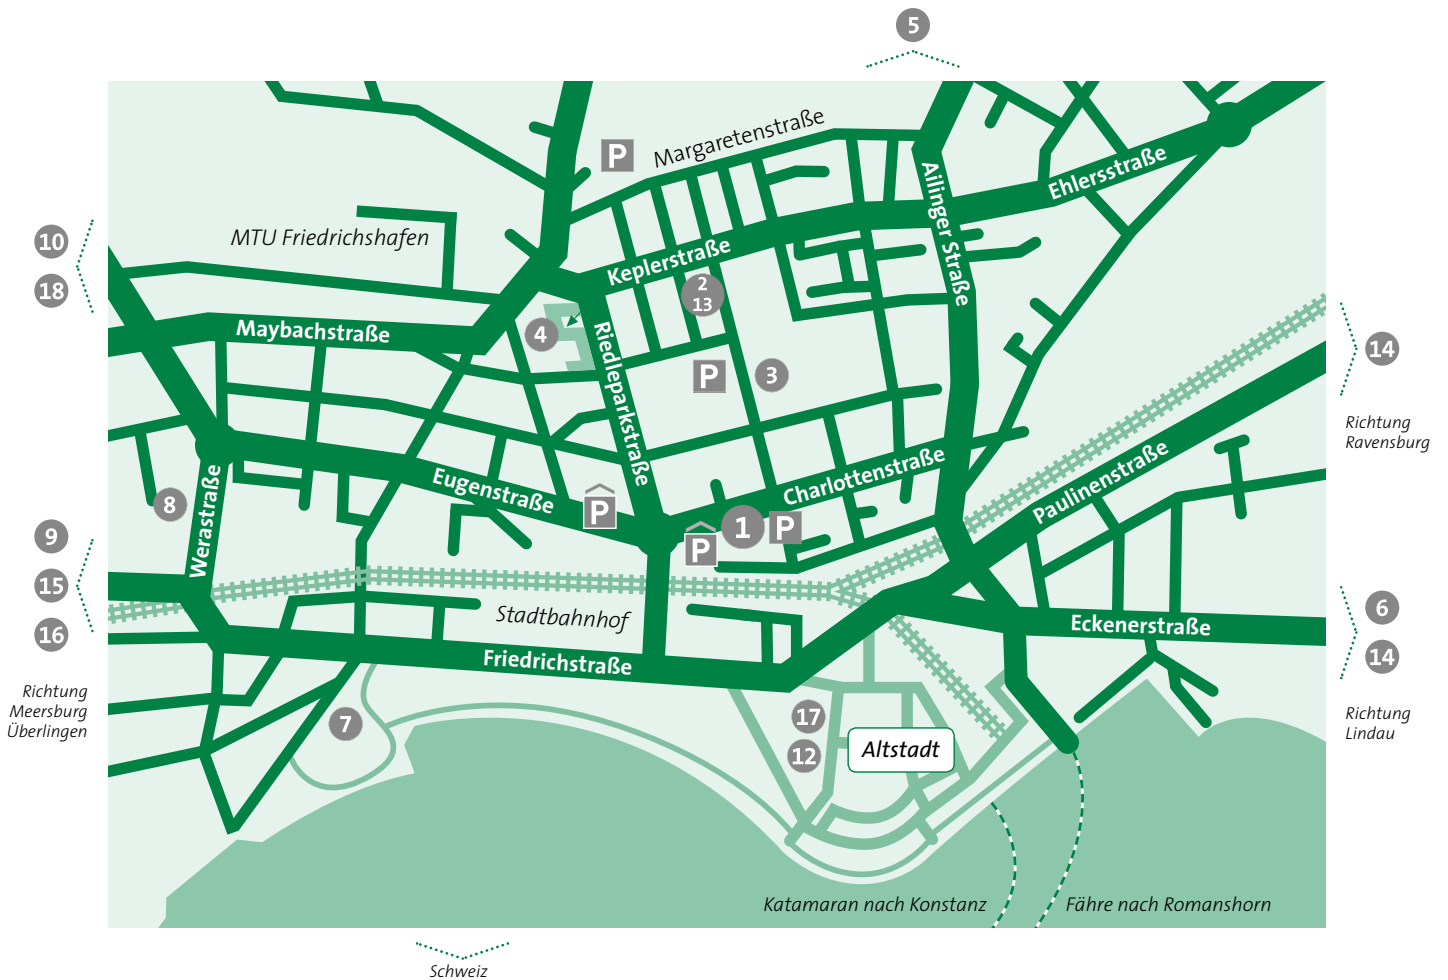 5
P
Margaretenstraße
Ailinger Straße
Ehlersstraße
10
18
MTU Friedrichshafen
Keplerstraße
2
13
Maybachstraße
4
Riedleparkstraße
P
3
14
Richtung
Ravensburg
Eugenstraße
Charlottenstraße
Paulinenstraße
8
Werastraße
P
P
1
P
9
15
16
Richtung
Meersburg
Überlingen
Stadtbahnhof
Friedrichstraße
Eckenerstraße
6
14
Richtung
Lindau
7
17
12
Altstadt
Katamaran nach Konstanz
Fähre nach Romanshorn
Schweiz